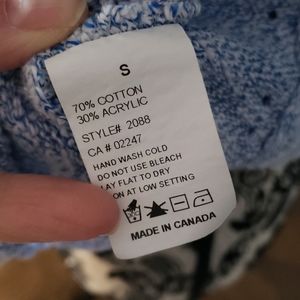 S
70% COTTON
30% ACRYLIC
STYLE# 2088
CA # 02247
HAND WASH COLD
DO NOT USE BLEACH
LAY FLAT TO DRY
ON AT LOW SETTING
MADE IN CANADA